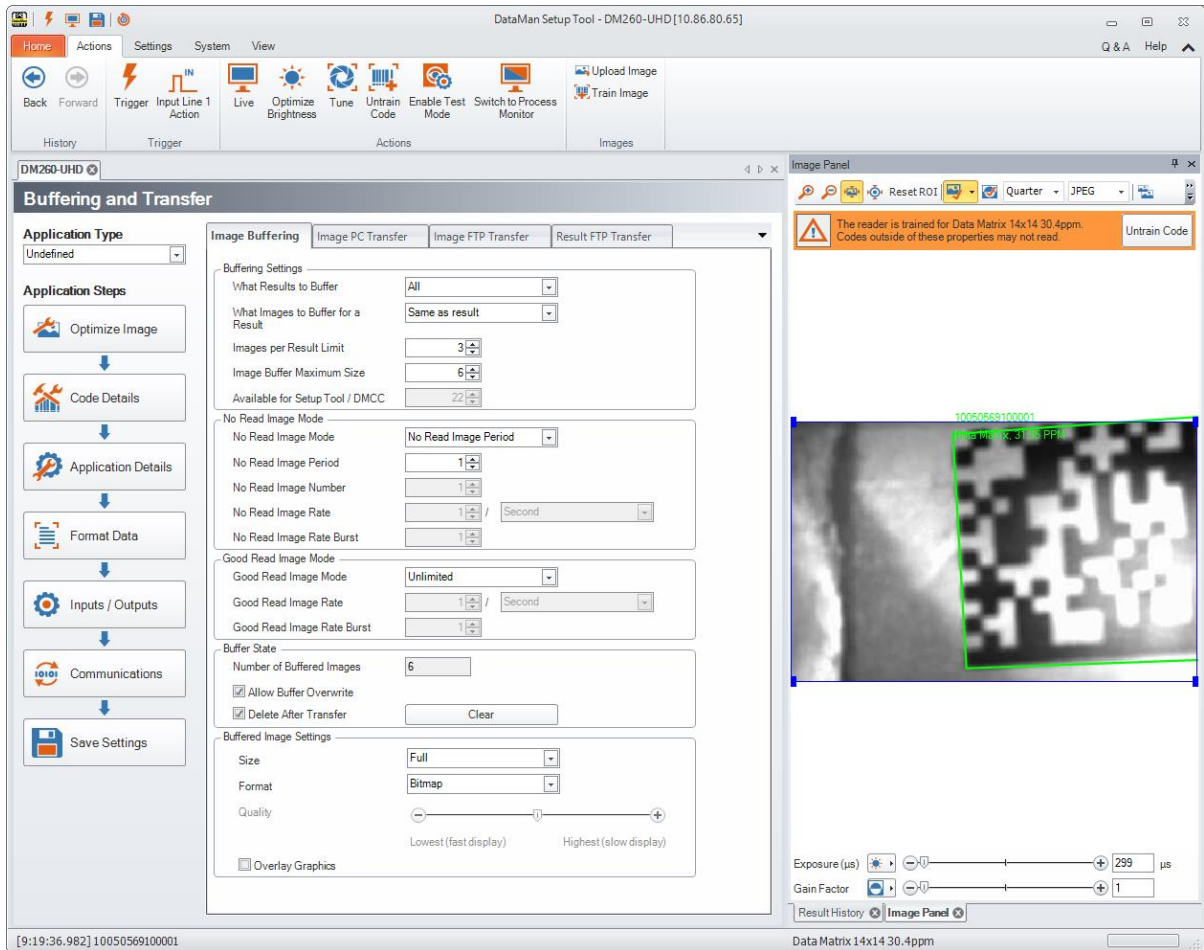 DataMan Setup Tool - DM260-UHD [10.86.80.65]
Home Actions Settings System View
Q & A Help
Back Forward
History
Trigger Input Line 1 Action
IN
Trigger
Live Optimize Brightness Tune Untrain Code Enable Test Mode Switch to Process Monitor
Actions
Upload Image
Train Image
Images
DM260-UHD
Buffering and Transfer
Application Type
Undefined
Application Steps
Optimize Image
Code Details
Application Details
Format Data
Inputs / Outputs
Communications
Save Settings
Image Buffering Image PC Transfer Image FTP Transfer Result FTP Transfer
Buffering Settings
What Results to Buffer All
What Images to Buffer for a Result Same as result
Images per Result Limit 3
Image Buffer Maximum Size 6
Available for Setup Tool / DMCC 22
No Read Image Mode
No Read Image Mode No Read Image Period
No Read Image Period 1
No Read Image Number 1
No Read Image Rate 1 / Second
No Read Image Rate Burst 1
Good Read Image Mode
Good Read Image Mode Unlimited
Good Read Image Rate 1 / Second
Good Read Image Rate Burst 1
Buffer State
Number of Buffered Images 6
Allow Buffer Overwrite
Delete After Transfer Clear
Buffered Image Settings
Size Full
Format Bitmap
Quality
Lowest (fast display) Highest (slow display)
Overlay Graphics
Image Panel
Reset ROI Quarter JPEG
The reader is trained for Data Matrix 14x14 30.4ppm.
Codes outside of these properties may not read.
Untrain Code
10050569100001
Data Matrix, PPM
Exposure (µs) 299 µs
Gain Factor 1
Result History Image Panel
[9:19:36.982] 10050569100001
Data Matrix 14x14 30.4ppm